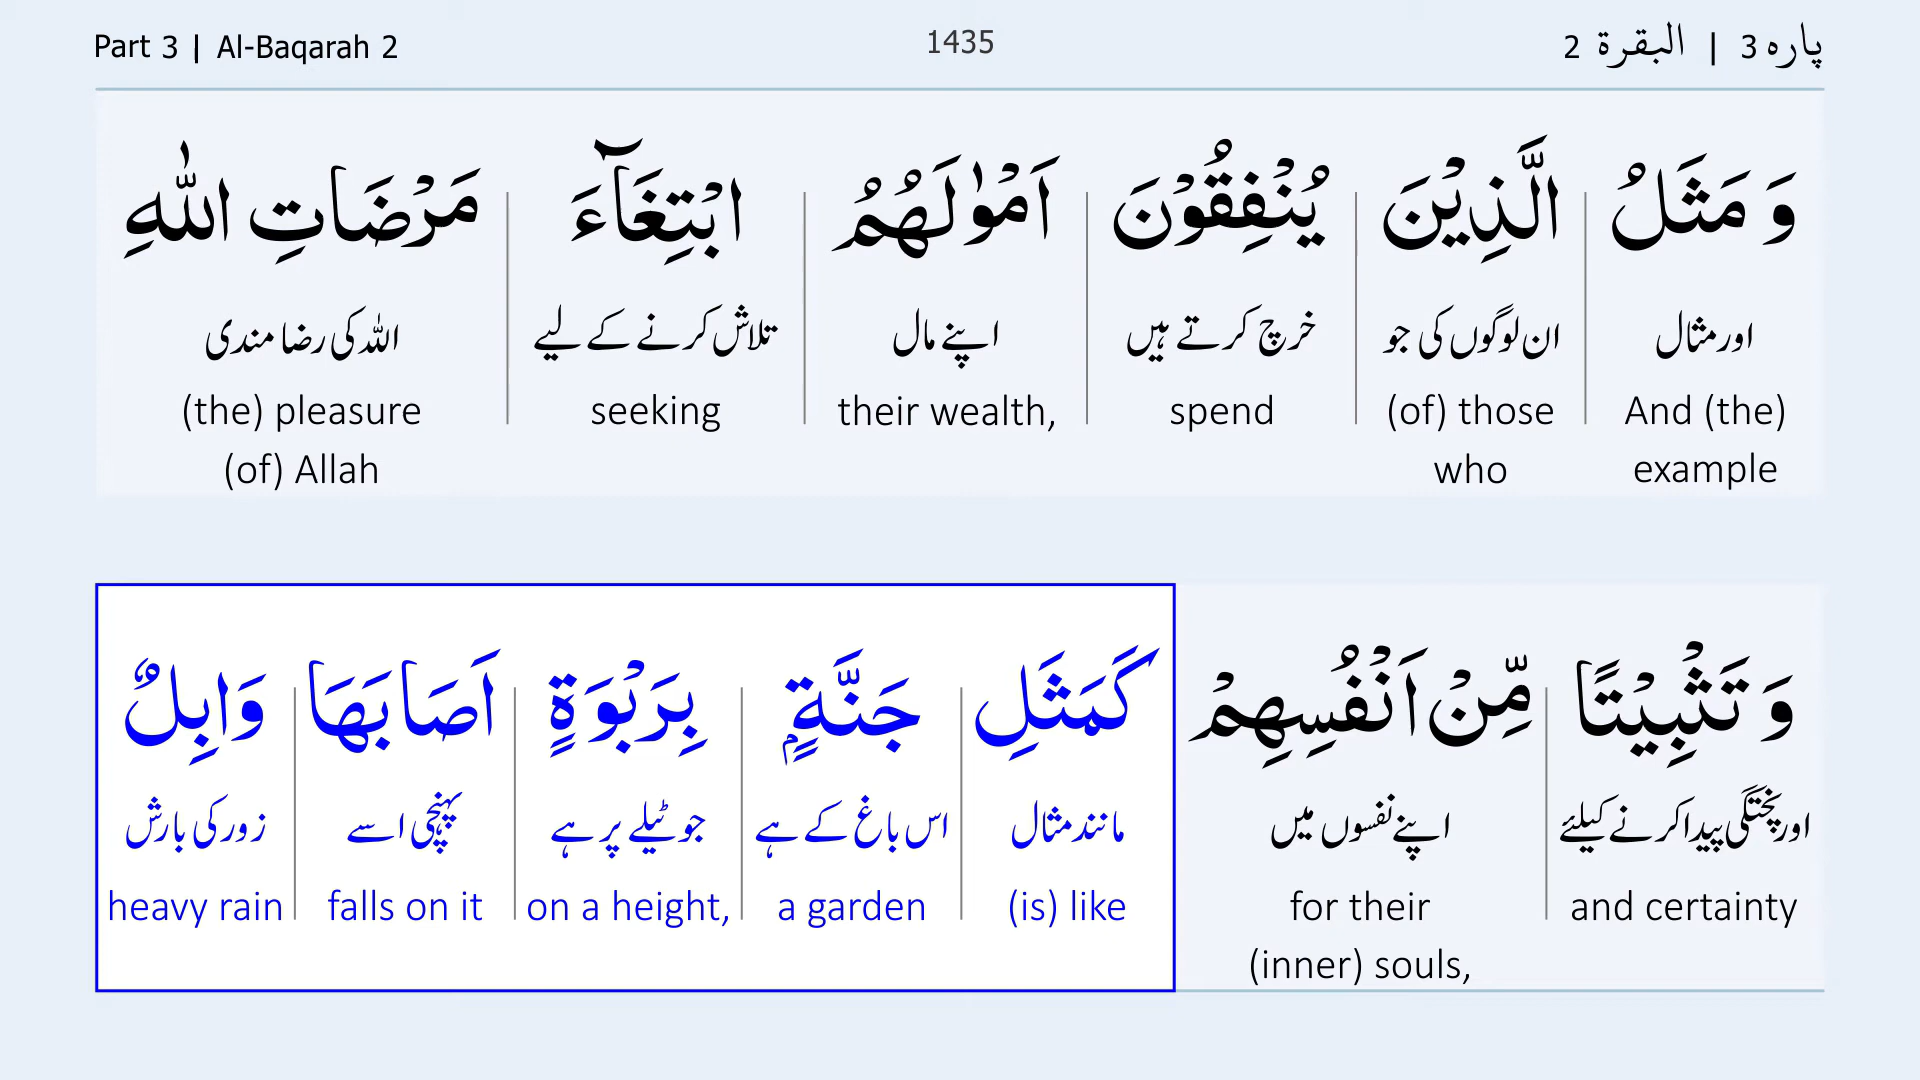 Part 3 | Al-Baqarah 2
1435
پاره 3 | البقرة 2
وَ مَثَلُ الَّذِيْنَ يُنْفِقُوْنَ اَمْوٰلَهُمُ ابْتِغَآءَ مَرْضَاتِ اللّٰهِ
اور مثال ان لوگوں کی جو خرچ کرتے ہیں اپنے مال تلاش کرنے کے لیے اللہ کی رضا مندی
And (the) (of) those spend their wealth, seeking (the) pleasure
example who (of) Allah
وَ تَثْبِيْتًا مِّنْ اَنْفُسِهِمْ كَمَثَلِ جَنَّةٍۭ بِرَبْوَةٍ اَصَابَهَا وَابِلٌ
اور پختگی پیدا کرنے کیلئے اپنے نفسوں میں مانند مثال اس باغ کے ہے جو ٹیلے پر ہے پہنچی اسے زور کی بارش
and certainty for their (is) like a garden on a height, falls on it heavy rain
(inner) souls,